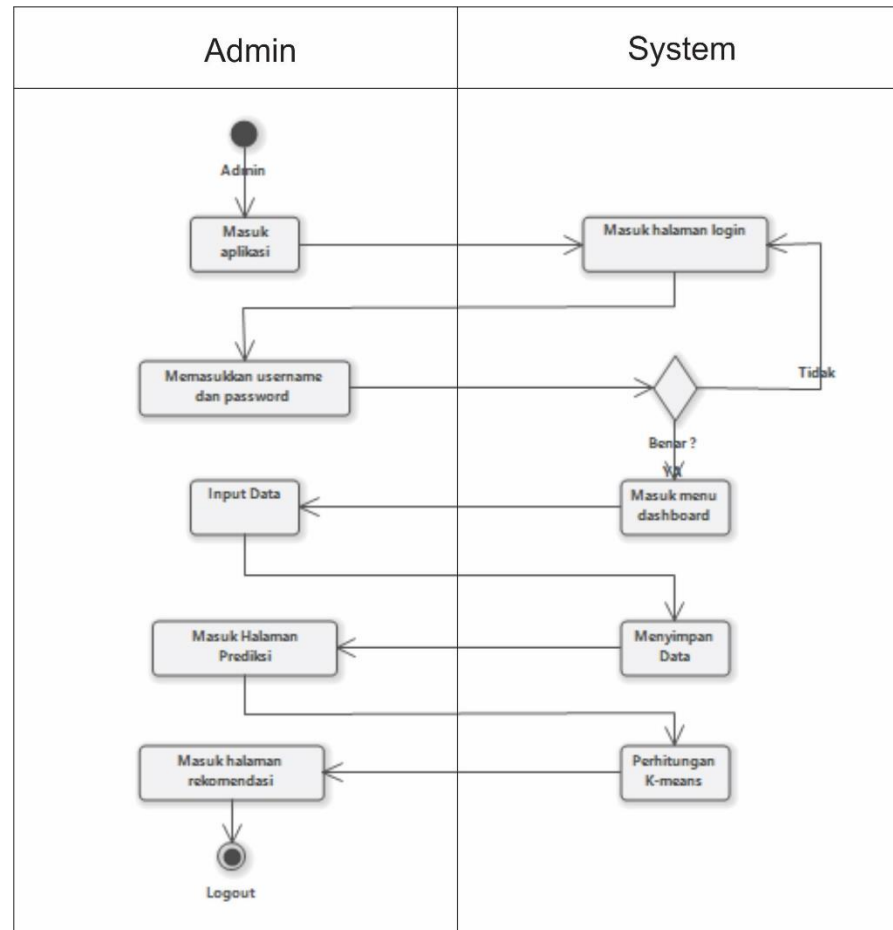 Admin
System
Admin
Masuk
aplikasi
Masuk halaman login
Memasukkan username
dan password
Tidak
Benar ?
YA
Input Data
Masuk menu
dashboard
Masuk Halaman
Prediksi
Menyimpan
Data
Masuk halaman
rekomendasi
Perhitungan
K-means
Logout